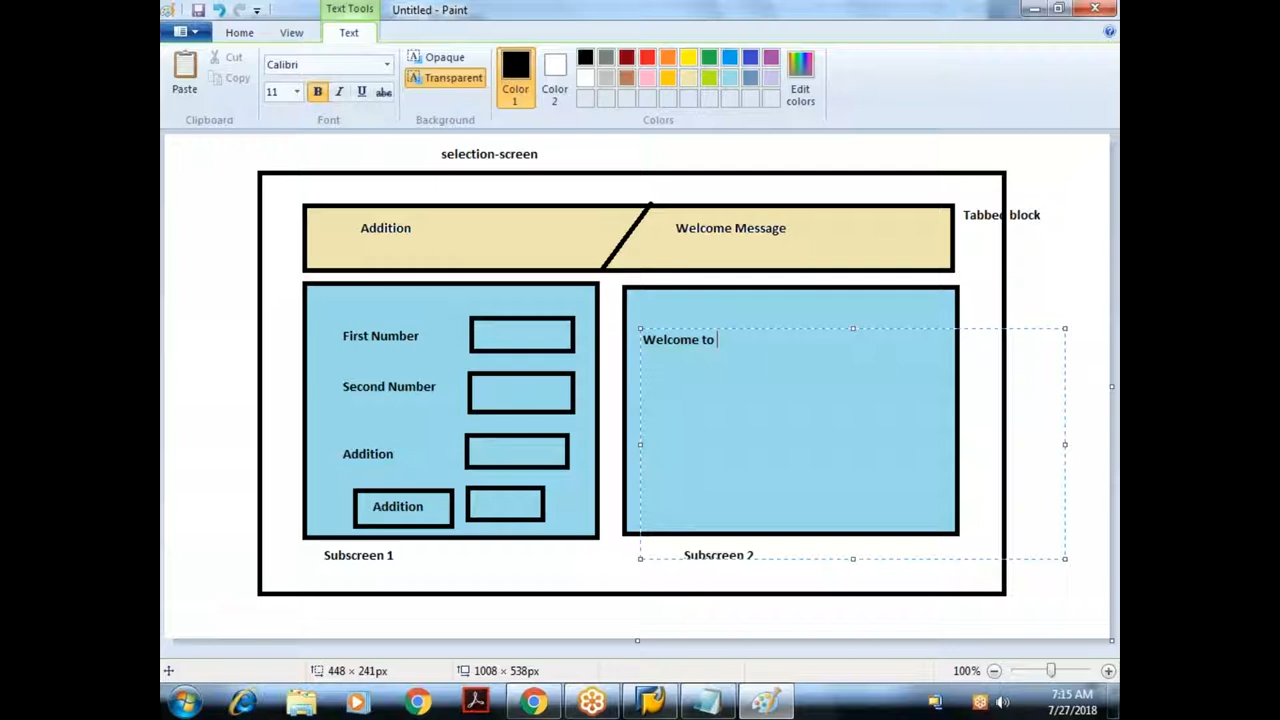 Text Tools
Untitled - Paint
Home
View
Text
Paste
Cut
Copy
Clipboard
Calibri
11
B I U abc
Font
Opaque
Transparent
Background
Color 1
Color 2
Edit colors
Colors
selection-screen
Tabbed block
Addition
Welcome Message
First Number
Second Number
Addition
Addition
Welcome to
Subscreen 1
Subscreen 2
448 × 241px
1008 × 538px
100%
7:15 AM
7/27/2018